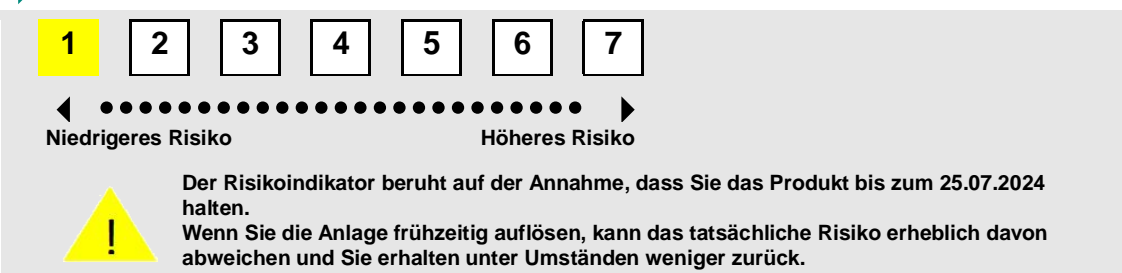 1 2 3 4 5 6 7
Niedrigeres Risiko Höheres Risiko
Der Risikoindikator beruht auf der Annahme, dass Sie das Produkt bis zum 25.07.2024
halten.
!
Wenn Sie die Anlage frühzeitig auflösen, kann das tatsächliche Risiko erheblich davon
abweichen und Sie erhalten unter Umständen weniger zurück.